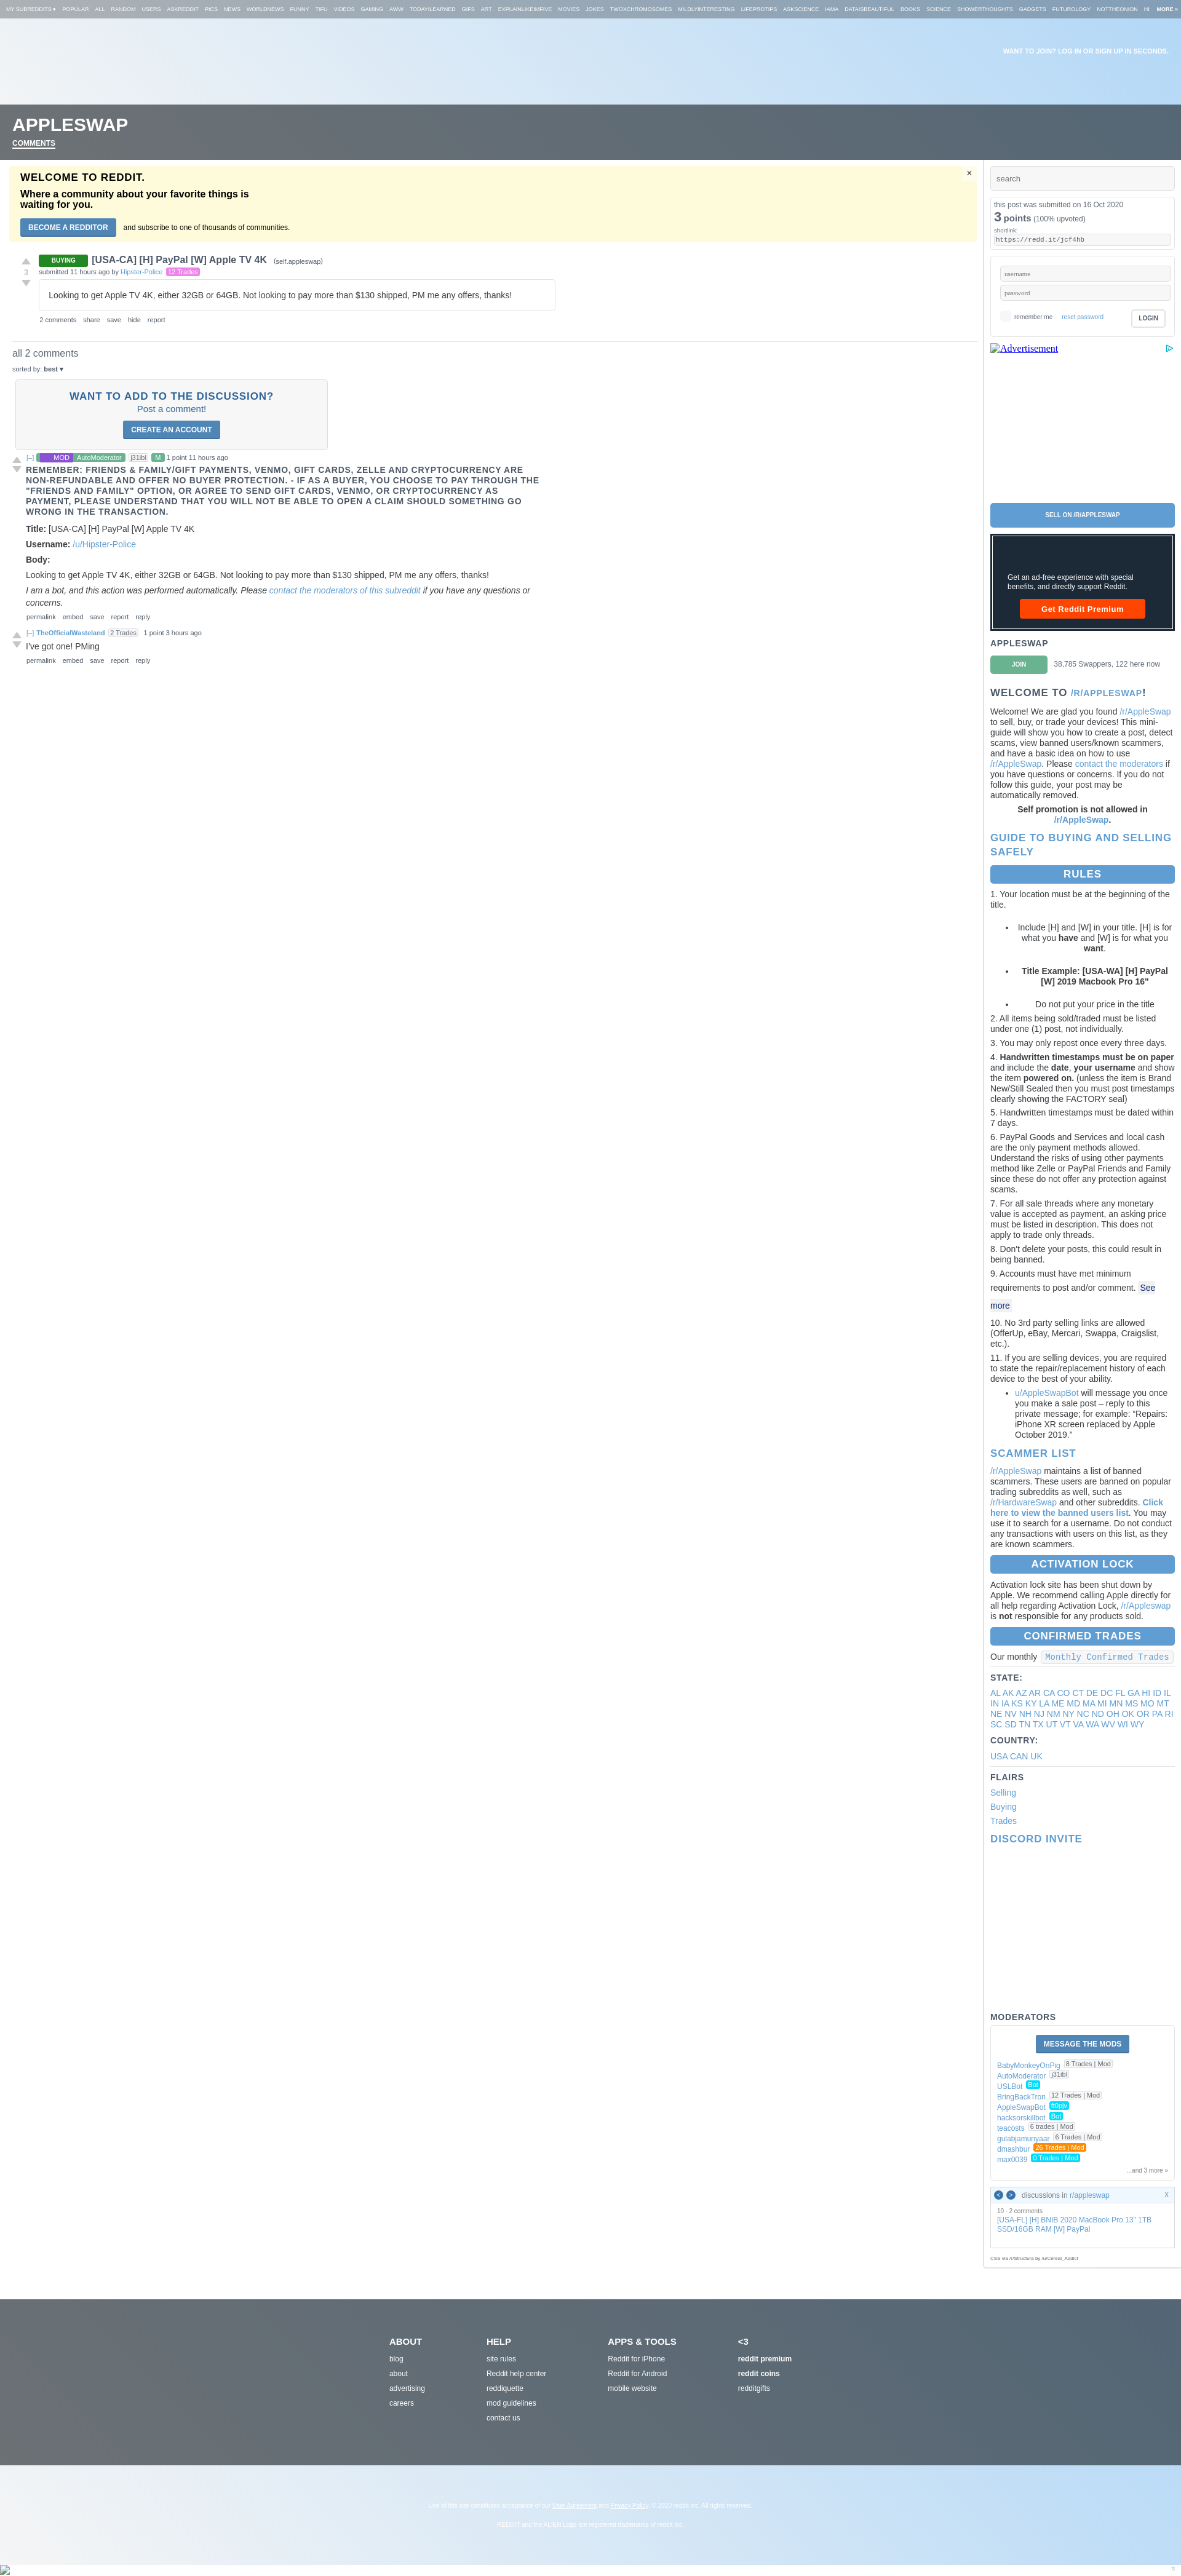 MY SUBREDDITS ▾ POPULAR ALL RANDOM USERS ASKREDDIT PICS NEWS WORLDNEWS FUNNY TIFU VIDEOS GAMING AWW TODAYILEARNED GIFS ART EXPLAINLIKEIMFIVE MOVIES JOKES TWOXCHROMOSOMES MILDLYINTERESTING LIFEPROTIPS ASKSCIENCE IAMA DATAISBEAUTIFUL BOOKS SCIENCE SHOWERTHOUGHTS GADGETS FUTUROLOGY NOTTHEONION HI MORE »
WANT TO JOIN? LOG IN OR SIGN UP IN SECONDS.
APPLESWAP
COMMENTS
WELCOME TO REDDIT.
×
Where a community about your favorite things is
waiting for you.
BECOME A REDDITOR and subscribe to one of thousands of communities.
BUYING [USA-CA] [H] PayPal [W] Apple TV 4K (self.appleswap)
3
submitted 11 hours ago by Hipster-Police 12 Trades
Looking to get Apple TV 4K, either 32GB or 64GB. Not looking to pay more than $130 shipped, PM me any offers, thanks!
2 comments share save hide report
all 2 comments
sorted by: best ▾
WANT TO ADD TO THE DISCUSSION?
Post a comment!
CREATE AN ACCOUNT
[–] MOD AutoModerator j31ibl M 1 point 11 hours ago
REMEMBER: FRIENDS & FAMILY/GIFT PAYMENTS, VENMO, GIFT CARDS, ZELLE AND CRYPTOCURRENCY ARE
NON-REFUNDABLE AND OFFER NO BUYER PROTECTION. - IF AS A BUYER, YOU CHOOSE TO PAY THROUGH THE
"FRIENDS AND FAMILY" OPTION, OR AGREE TO SEND GIFT CARDS, VENMO, OR CRYPTOCURRENCY AS
PAYMENT, PLEASE UNDERSTAND THAT YOU WILL NOT BE ABLE TO OPEN A CLAIM SHOULD SOMETHING GO
WRONG IN THE TRANSACTION.
Title: [USA-CA] [H] PayPal [W] Apple TV 4K
Username: /u/Hipster-Police
Body:
Looking to get Apple TV 4K, either 32GB or 64GB. Not looking to pay more than $130 shipped, PM me any offers, thanks!
I am a bot, and this action was performed automatically. Please contact the moderators of this subreddit if you have any questions or
concerns.
permalink embed save report reply
[–] TheOfficialWasteland 2 Trades 1 point 3 hours ago
I've got one! PMing
permalink embed save report reply
search
this post was submitted on 16 Oct 2020
3 points (100% upvoted)
shortlink:
https://redd.it/jcf4hb
username
password
remember me reset password LOGIN
Advertisement
SELL ON /R/APPLESWAP
Get an ad-free experience with special
benefits, and directly support Reddit.
Get Reddit Premium
APPLESWAP
JOIN 38,785 Swappers, 122 here now
WELCOME TO /R/APPLESWAP!
Welcome! We are glad you found /r/AppleSwap
to sell, buy, or trade your devices! This mini-
guide will show you how to create a post, detect
scams, view banned users/known scammers,
and have a basic idea on how to use
/r/AppleSwap. Please contact the moderators if
you have questions or concerns. If you do not
follow this guide, your post may be
automatically removed.
Self promotion is not allowed in
/r/AppleSwap.
GUIDE TO BUYING AND SELLING
SAFELY
RULES
1. Your location must be at the beginning of the
title.
• Include [H] and [W] in your title. [H] is for
what you have and [W] is for what you
want.
• Title Example: [USA-WA] [H] PayPal
[W] 2019 Macbook Pro 16"
• Do not put your price in the title
2. All items being sold/traded must be listed
under one (1) post, not individually.
3. You may only repost once every three days.
4. Handwritten timestamps must be on paper
and include the date, your username and show
the item powered on. (unless the item is Brand
New/Still Sealed then you must post timestamps
clearly showing the FACTORY seal)
5. Handwritten timestamps must be dated within
7 days.
6. PayPal Goods and Services and local cash
are the only payment methods allowed.
Understand the risks of using other payments
method like Zelle or PayPal Friends and Family
since these do not offer any protection against
scams.
7. For all sale threads where any monetary
value is accepted as payment, an asking price
must be listed in description. This does not
apply to trade only threads.
8. Don't delete your posts, this could result in
being banned.
9. Accounts must have met minimum
requirements to post and/or comment. See
more
10. No 3rd party selling links are allowed
(OfferUp, eBay, Mercari, Swappa, Craigslist,
etc.).
11. If you are selling devices, you are required
to state the repair/replacement history of each
device to the best of your ability.
• u/AppleSwapBot will message you once
you make a sale post – reply to this
private message; for example: “Repairs:
iPhone XR screen replaced by Apple
October 2019.”
SCAMMER LIST
/r/AppleSwap maintains a list of banned
scammers. These users are banned on popular
trading subreddits as well, such as
/r/HardwareSwap and other subreddits. Click
here to view the banned users list. You may
use it to search for a username. Do not conduct
any transactions with users on this list, as they
are known scammers.
ACTIVATION LOCK
Activation lock site has been shut down by
Apple. We recommend calling Apple directly for
all help regarding Activation Lock, /r/Appleswap
is not responsible for any products sold.
CONFIRMED TRADES
Our monthly Monthly Confirmed Trades
STATE:
AL AK AZ AR CA CO CT DE DC FL GA HI ID IL
IN IA KS KY LA ME MD MA MI MN MS MO MT
NE NV NH NJ NM NY NC ND OH OK OR PA RI
SC SD TN TX UT VT VA WA WV WI WY
COUNTRY:
USA CAN UK
FLAIRS
Selling
Buying
Trades
DISCORD INVITE
MODERATORS
MESSAGE THE MODS
BabyMonkeyOnPig 8 Trades | Mod
AutoModerator j31ibl
USLBot Bot
BringBackTron 12 Trades | Mod
AppleSwapBot ft0pjv
hacksorskillbot Bot
teacosts 6 trades | Mod
gulabjamunyaar 6 Trades | Mod
dmashbur 26 Trades | Mod
max0039 0 Trades | Mod
...and 3 more »
< > discussions in r/appleswap X
10 · 2 comments
[USA-FL] [H] BNIB 2020 MacBook Pro 13" 1TB
SSD/16GB RAM [W] PayPal
CSS via /r/Structura by /u/Cereal_Addict
ABOUT
blog
about
advertising
careers
HELP
site rules
Reddit help center
reddiquette
mod guidelines
contact us
APPS & TOOLS
Reddit for iPhone
Reddit for Android
mobile website
<3
reddit premium
reddit coins
redditgifts
Use of this site constitutes acceptance of our User Agreement and Privacy Policy. © 2020 reddit inc. All rights reserved.
REDDIT and the ALIEN Logo are registered trademarks of reddit inc.
π